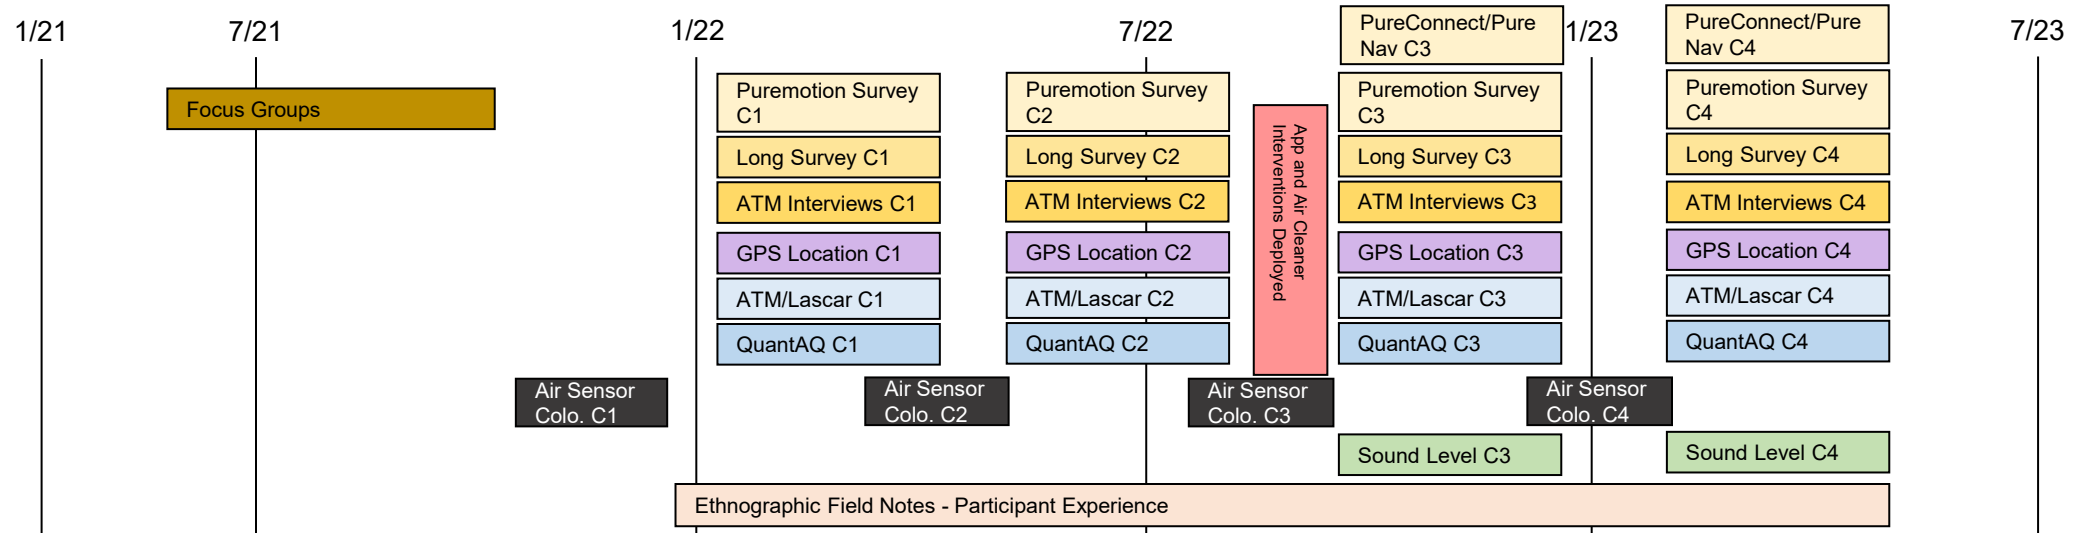 1/21
7/21
1/22
7/22
1/23
7/23
Focus Groups
Puremotion Survey
C1
Long Survey C1
ATM Interviews C1
GPS Location C1
ATM/Lascar C1
QuantAQ C1
Puremotion Survey
C2
Long Survey C2
ATM Interviews C2
GPS Location C2
ATM/Lascar C2
QuantAQ C2
App and Air Cleaner
Interventions Deployed
PureConnect/Pure
Nav C3
Puremotion Survey
C3
Long Survey C3
ATM Interviews C3
GPS Location C3
ATM/Lascar C3
QuantAQ C3
PureConnect/Pure
Nav C4
Puremotion Survey
C4
Long Survey C4
ATM Interviews C4
GPS Location C4
ATM/Lascar C4
QuantAQ C4
Air Sensor
Colo. C1
Air Sensor
Colo. C2
Air Sensor
Colo. C3
Air Sensor
Colo. C4
Sound Level C3
Sound Level C4
Ethnographic Field Notes - Participant Experience